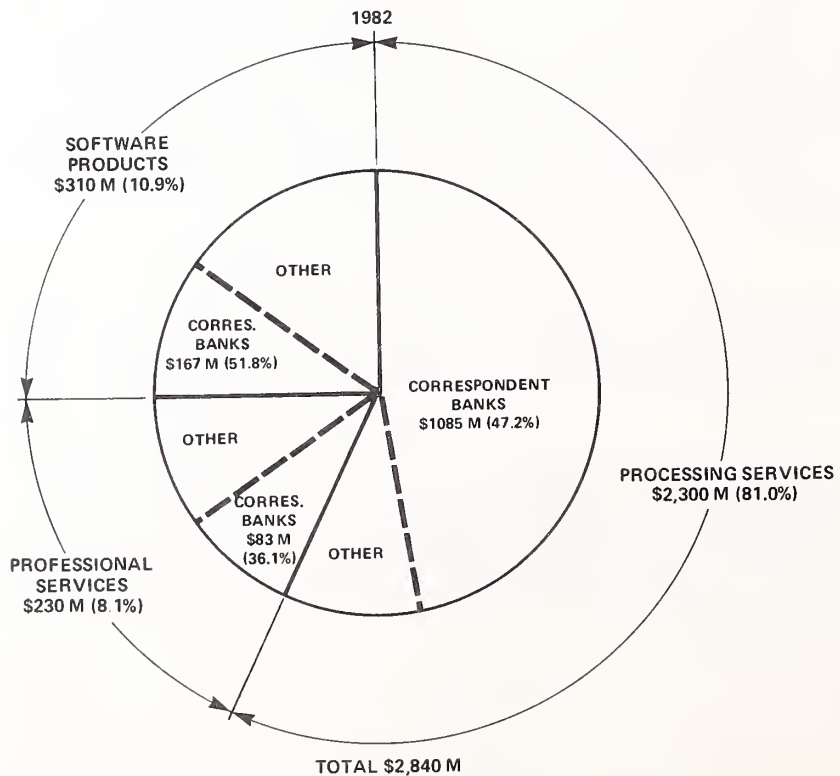 1982
SOFTWARE
PRODUCTS
$310 M (10.9%)
OTHER
CORRES.
BANKS
$167 M (51.8%)
CORRESPONDENT
BANKS
$1085 M (47.2%)
OTHER
PROCESSING SERVICES
$2,300 M (81.0%)
CORRES.
BANKS
$83 M
(36.1%)
OTHER
PROFESSIONAL
SERVICES
$230 M (8.1%)
TOTAL $2,840 M